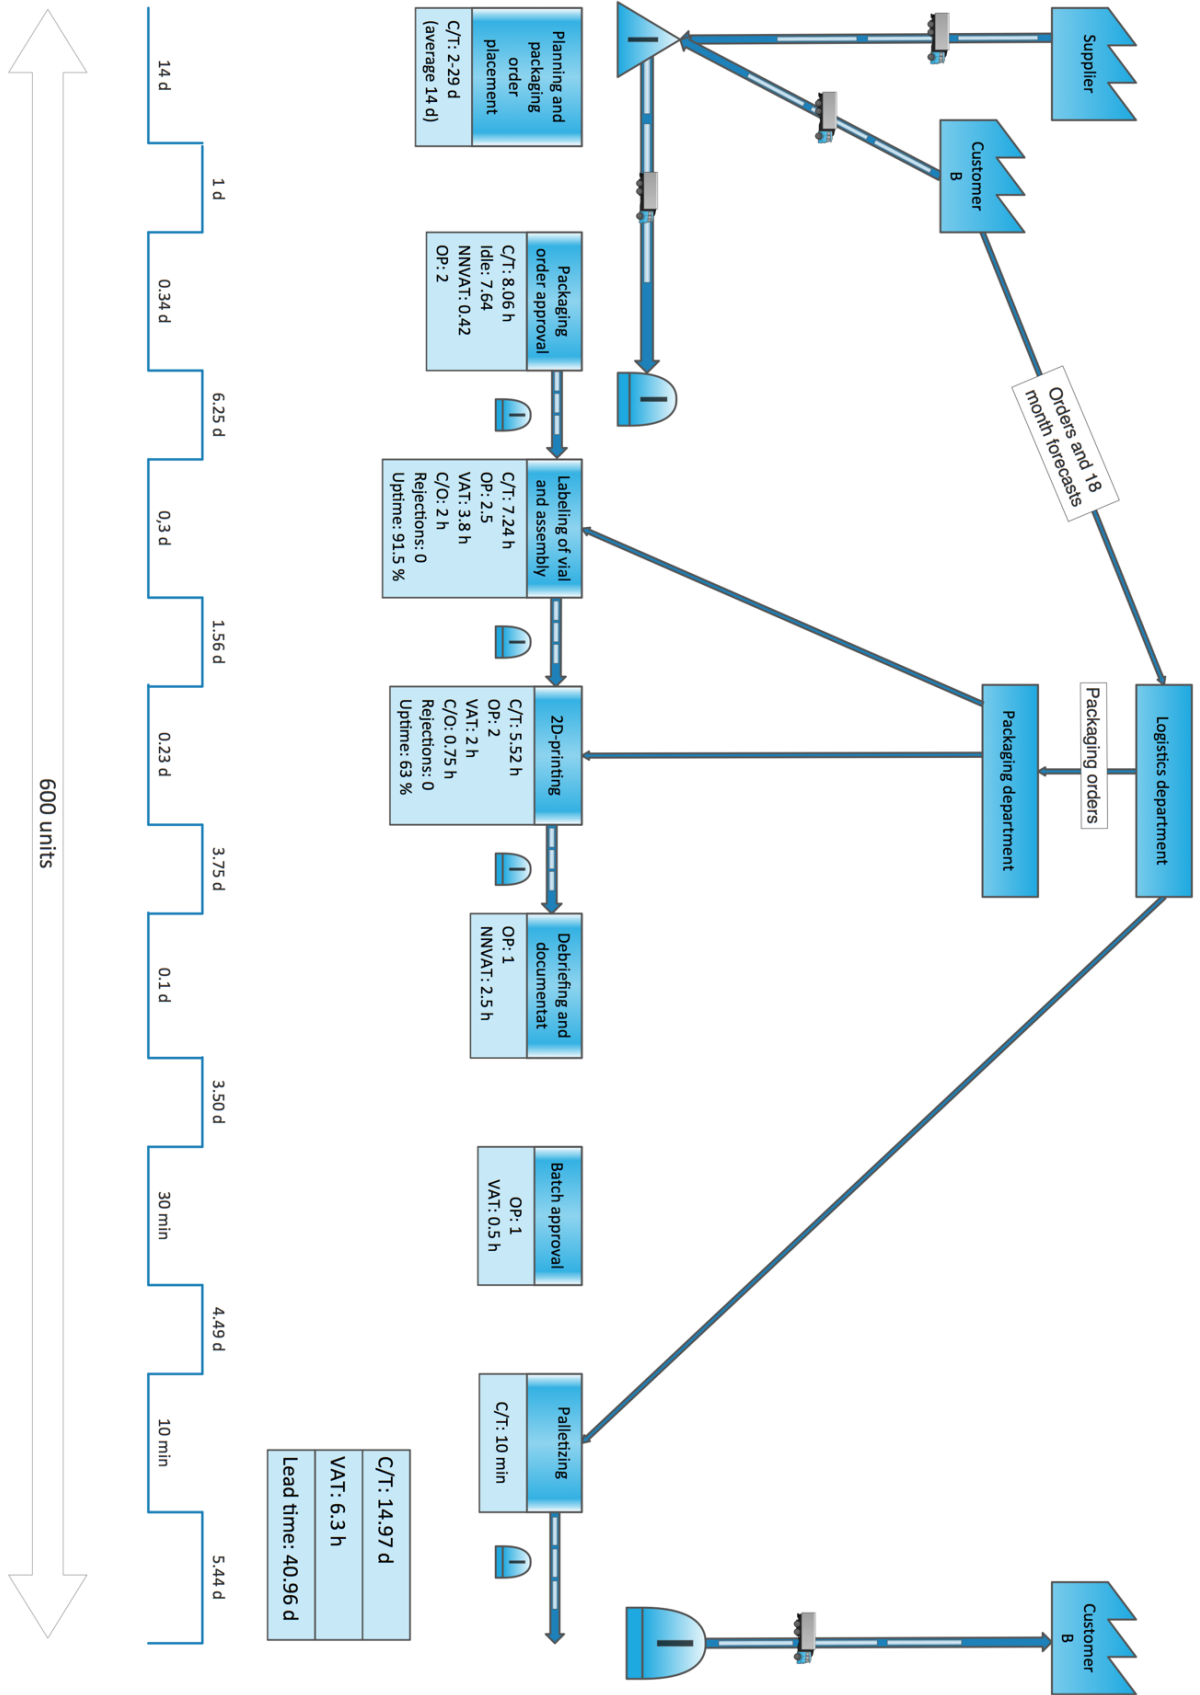 Supplier
Customer
B
Orders and 18
month forecasts
Logistics department
Packaging orders
Packaging department
Customer
B
Planning and
packaging
order
placement
C/T: 2-29 d
(average 14 d)
Packaging
order approval
C/T: 8.06 h
Idle: 7.64
NNVAT: 0.42
OP: 2
Labeling of vial
and assembly
C/T: 7.24 h
OP: 2.5
VAT: 3.8 h
C/O: 2 h
Rejections: 0
Uptime: 91.5 %
2D-printing
C/T: 5.52 h
OP: 2
VAT: 2 h
C/O: 0.75 h
Rejections: 0
Uptime: 63 %
Debriefing and
documentat
OP: 1
NNVAT: 2.5 h
Batch approval
OP: 1
VAT: 0.5 h
Palletizing
C/T: 10 min
C/T: 14.97 d
VAT: 6.3 h
Lead time: 40.96 d
14 d
1 d
0.34 d
6.25 d
0,3 d
1.56 d
0.23 d
3.75 d
0.1 d
3.50 d
30 min
4.49 d
10 min
5.44 d
600 units